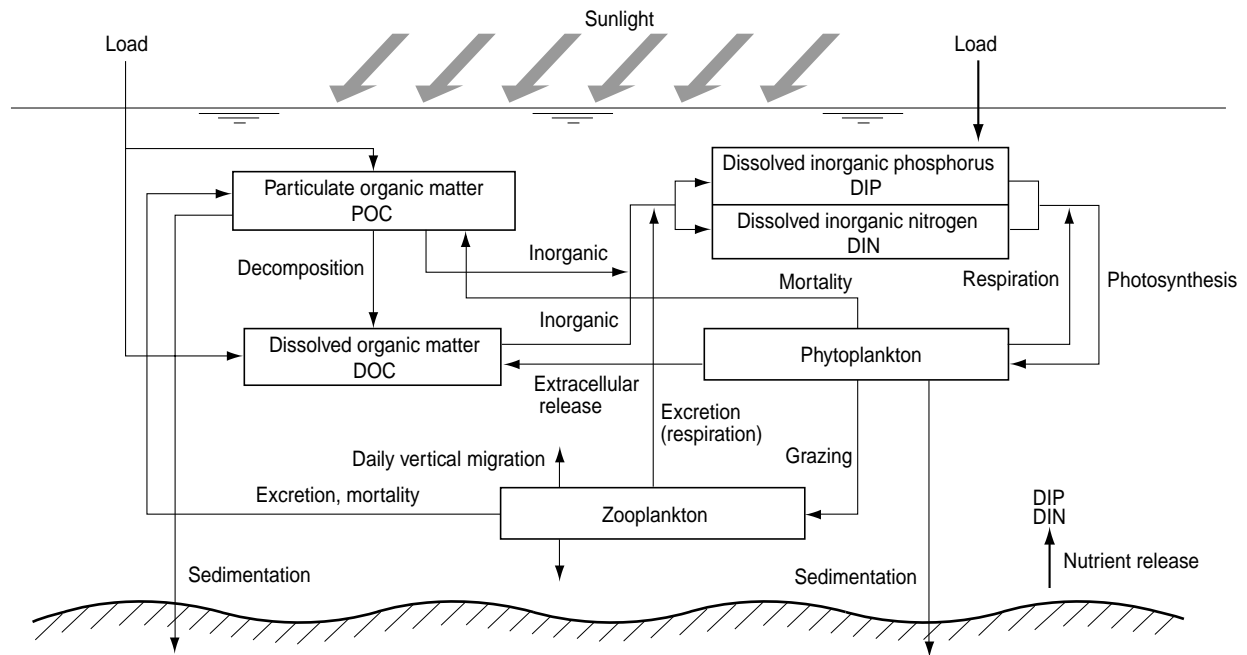 Sunlight
Load
Load
Dissolved inorganic phosphorus
DIP
Particulate organic matter
POC
Dissolved inorganic nitrogen
DIN
Decomposition
Inorganic
Mortality
Respiration
Photosynthesis
Inorganic
Dissolved organic matter
DOC
Phytoplankton
Extracellular
release
Excretion
(respiration)
Grazing
Daily vertical migration
Excretion, mortality
Zooplankton
DIP
DIN
Nutrient release
Sedimentation
Sedimentation